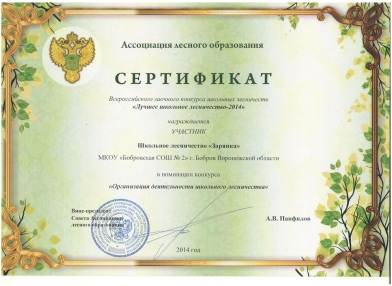 Ассоциация лесного образования
СЕРТИФИКАТ
Всероссийского заочного конкурса школьных лесничеств
«Лучшее школьное лесничество-2014»
награждается
УЧАСТНИК
Школьное лесничество «Зарянка»
МКОУ «Бобровская СОШ № 2» г. Бобров Воронежской области
в номинации конкурса
«Организация деятельности школьного лесничества»
Вице-президент
Совета Ассоциации
лесного образования
А.В. Панфилов
2014 год